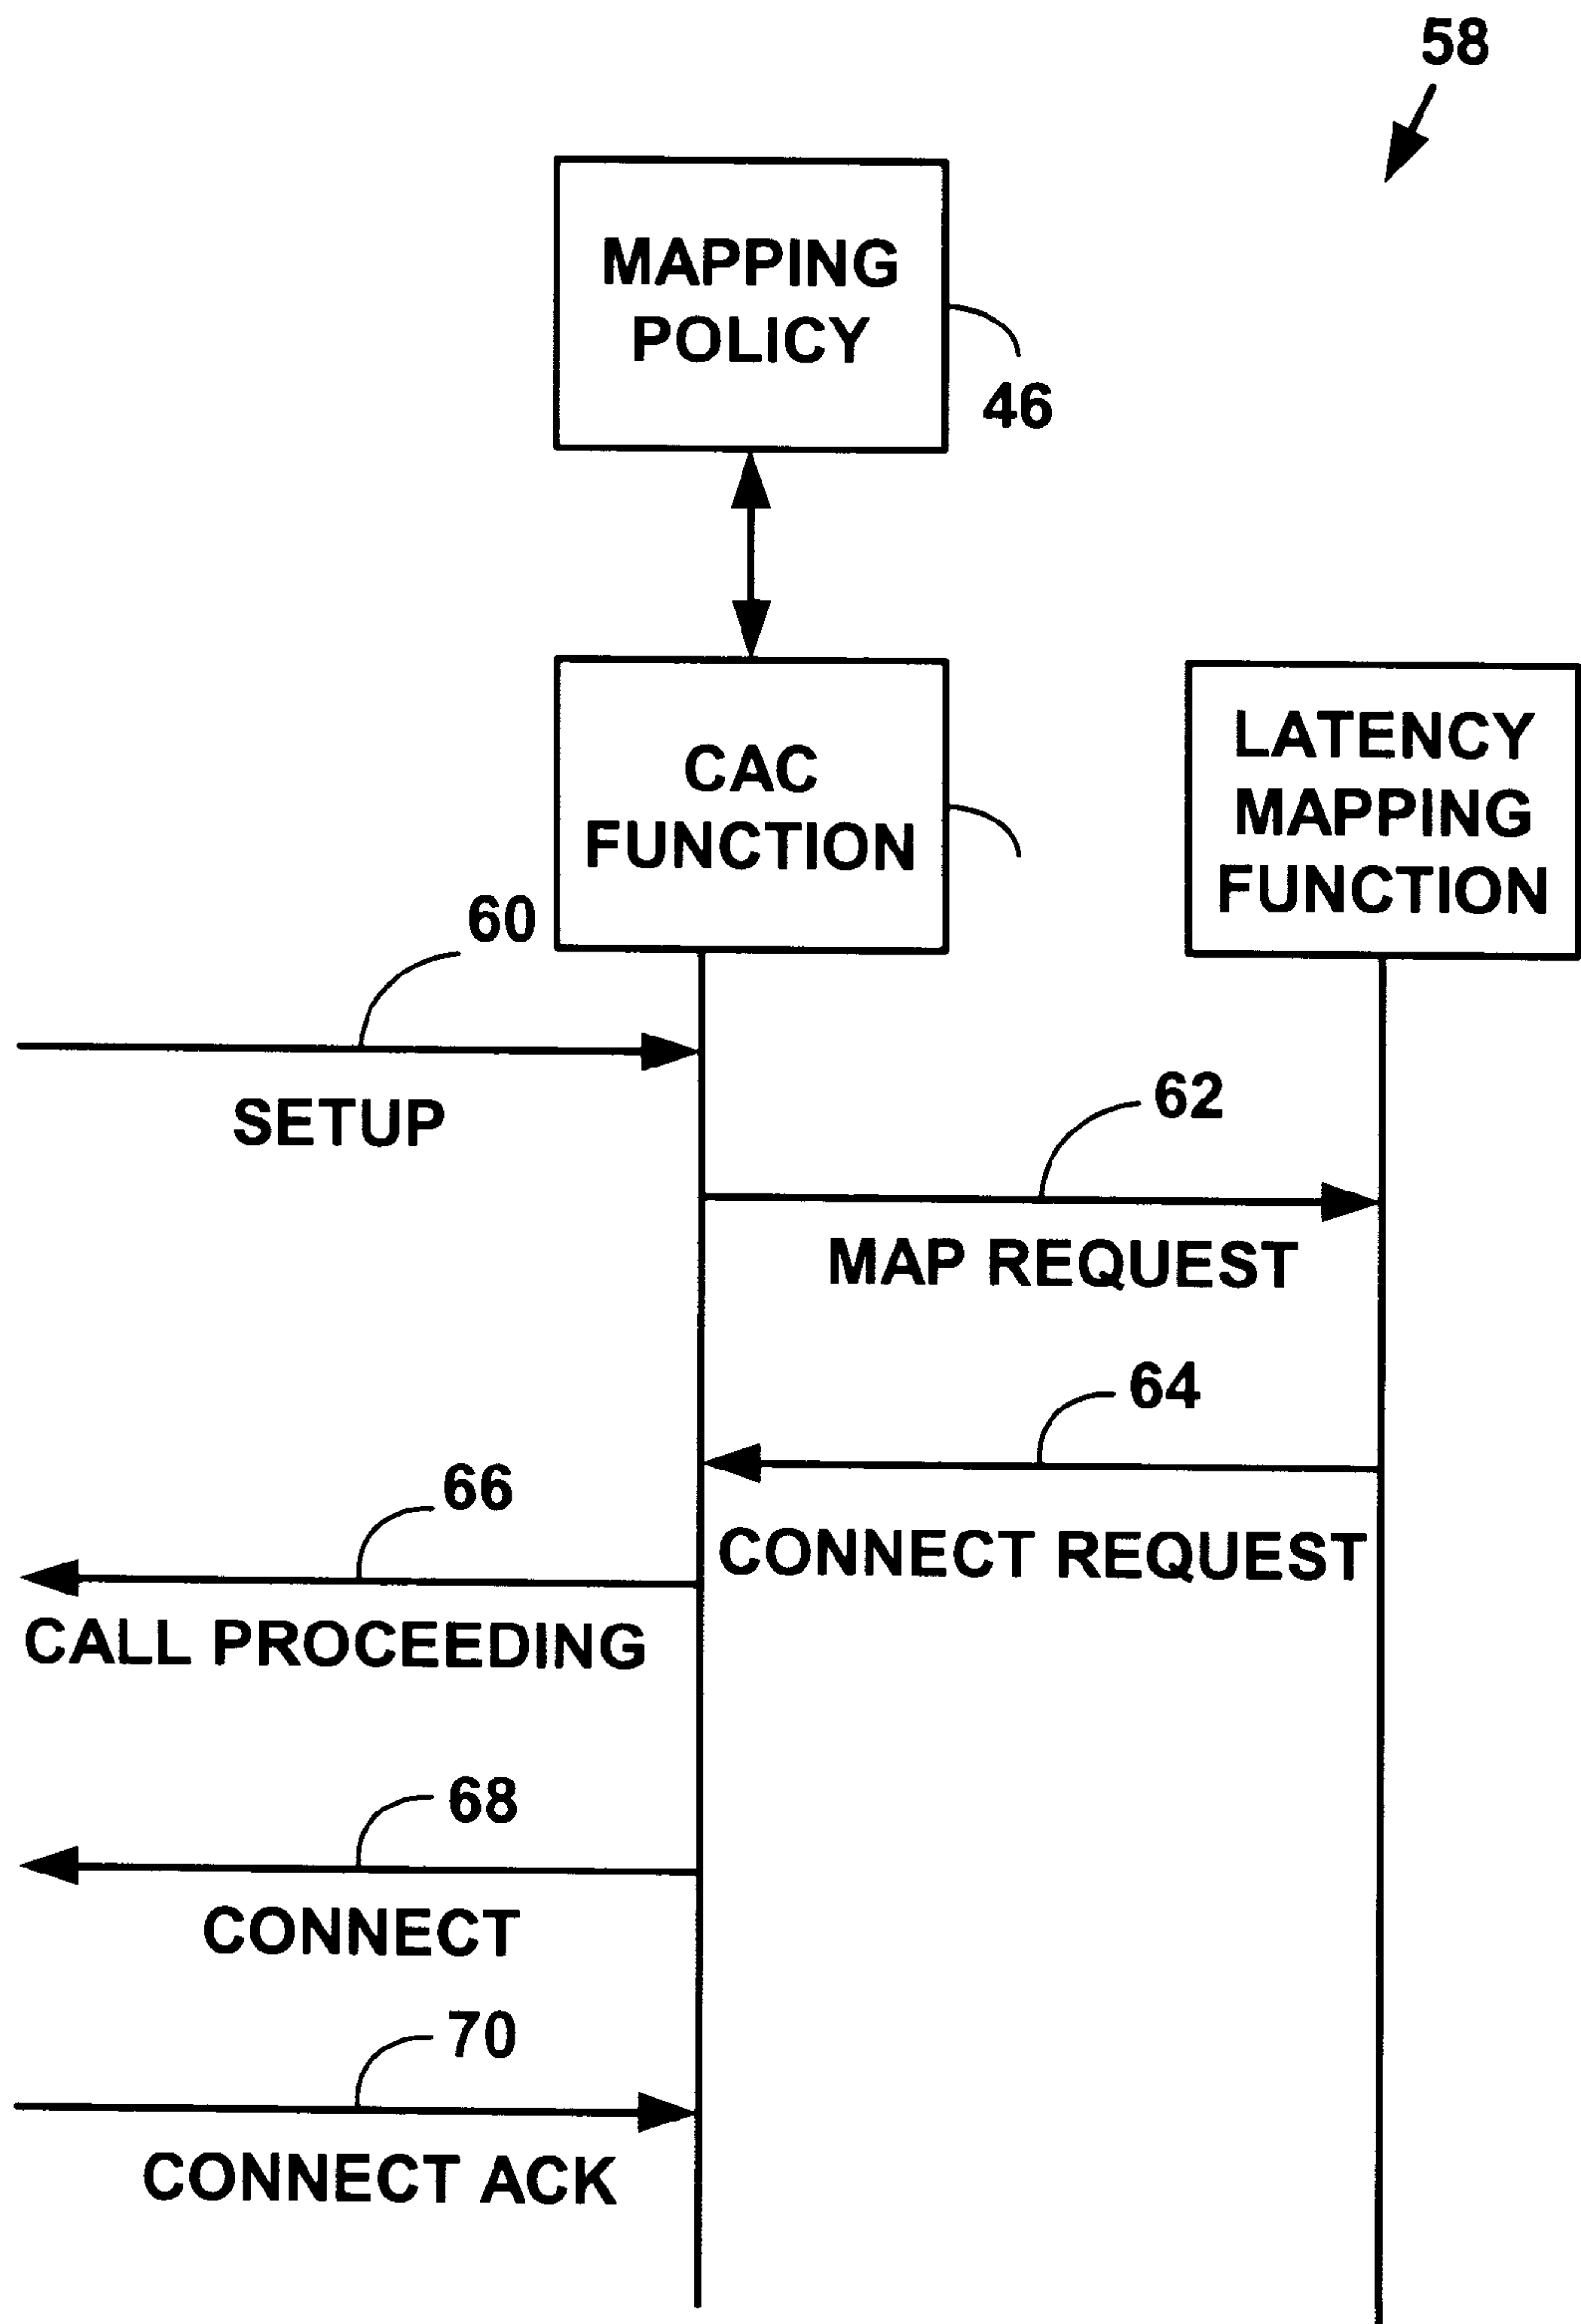 58
MAPPING
POLICY
46
CAC
FUNCTION
LATENCY
MAPPING
FUNCTION
60
SETUP
62
MAP REQUEST
64
CONNECT REQUEST
66
CALL PROCEEDING
68
CONNECT
70
CONNECT ACK